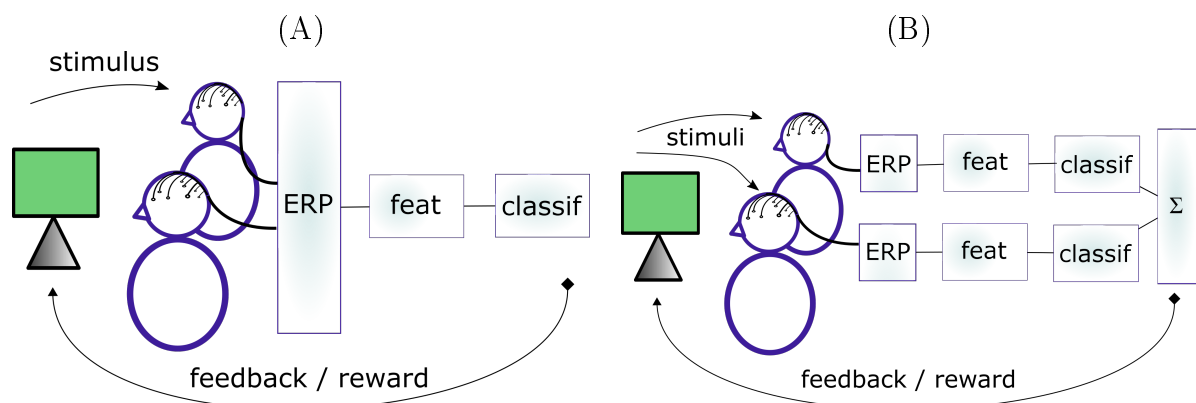 (A)
stimulus
ERP
feat
classif
feedback / reward
(B)
stimuli
ERP
feat
classif
Σ
ERP
feat
classif
feedback / reward